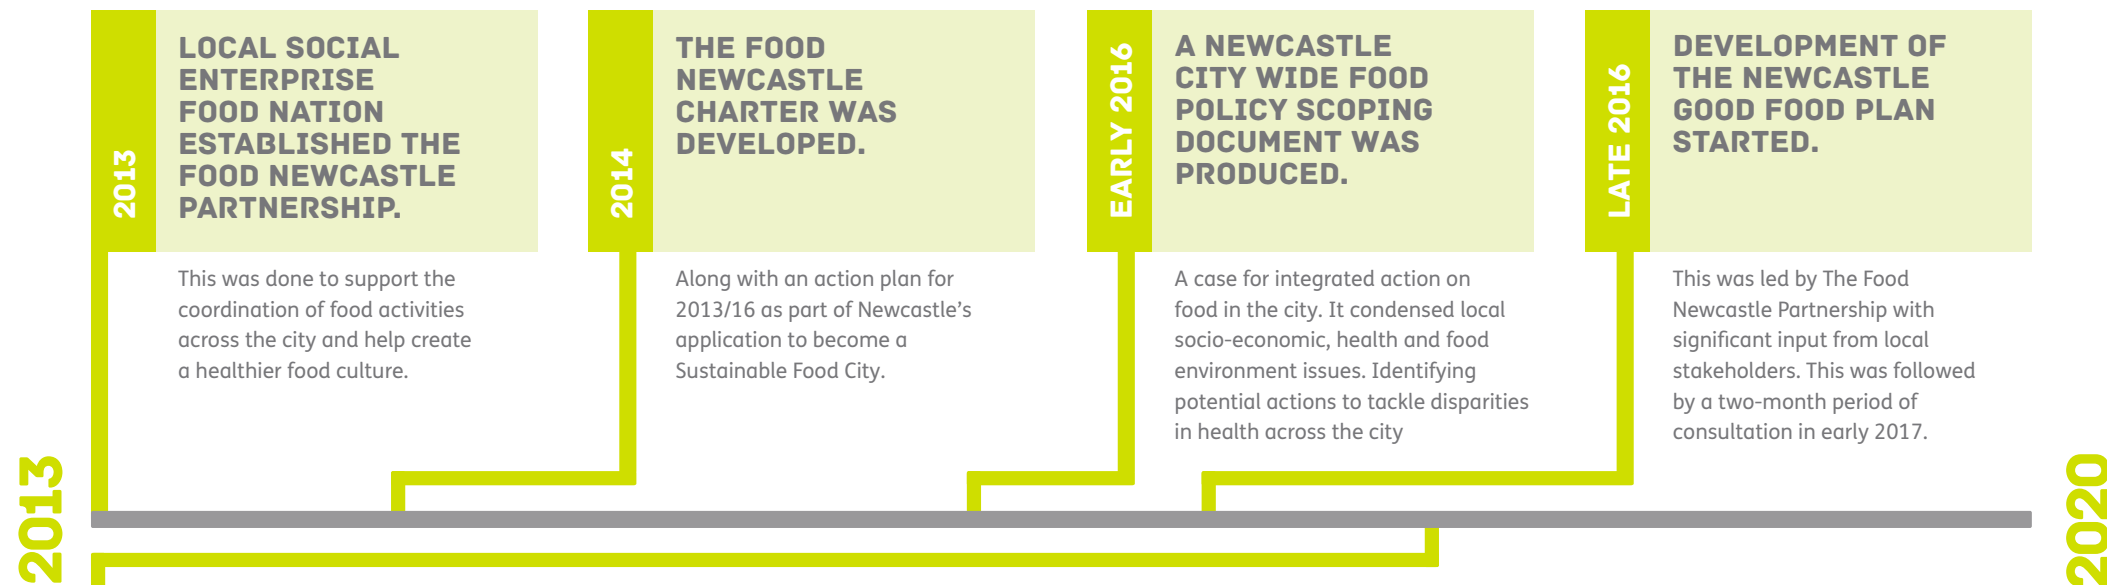 2013
LOCAL SOCIAL
ENTERPRISE
FOOD NATION
ESTABLISHED THE
FOOD NEWCASTLE
PARTNERSHIP.
This was done to support the
coordination of food activities
across the city and help create
a healthier food culture.
2014
THE FOOD
NEWCASTLE
CHARTER WAS
DEVELOPED.
Along with an action plan for
2013/16 as part of Newcastle’s
application to become a
Sustainable Food City.
EARLY 2016
A NEWCASTLE
CITY WIDE FOOD
POLICY SCOPING
DOCUMENT WAS
PRODUCED.
A case for integrated action on
food in the city. It condensed local
socio-economic, health and food
environment issues. Identifying
potential actions to tackle disparities
in health across the city
LATE 2016
DEVELOPMENT OF
THE NEWCASTLE
GOOD FOOD PLAN
STARTED.
This was led by The Food
Newcastle Partnership with
significant input from local
stakeholders. This was followed
by a two-month period of
consultation in early 2017.
2013
2020